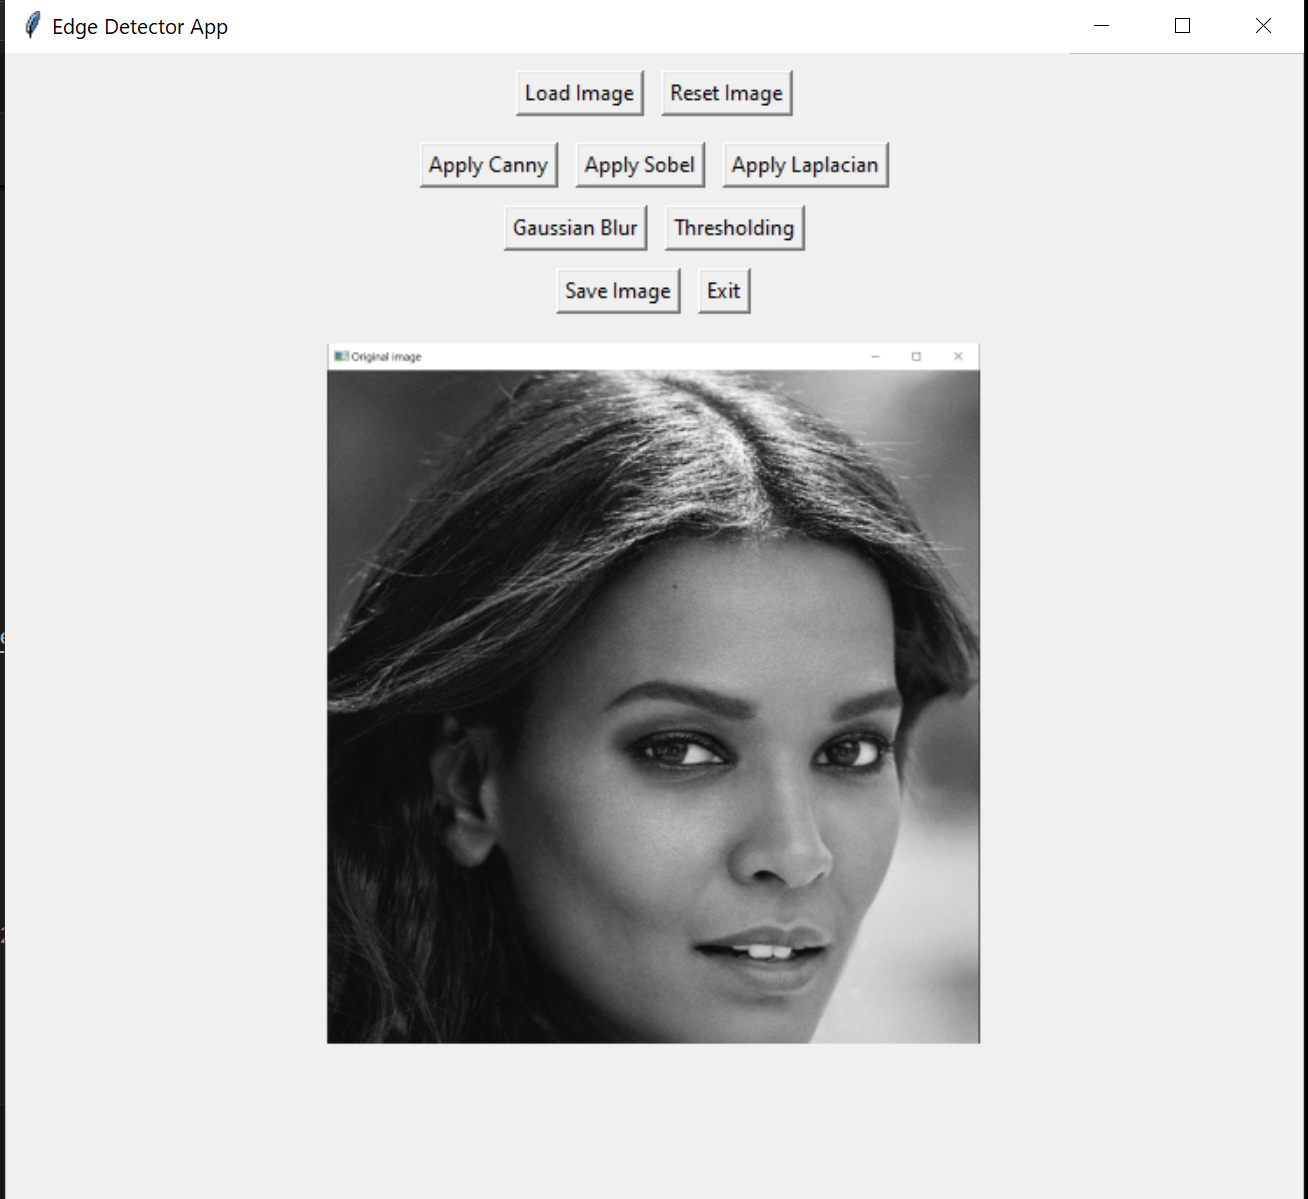 Edge Detector App
Load Image Reset Image
Apply Canny Apply Sobel Apply Laplacian
Gaussian Blur Thresholding
Save Image Exit
Original image